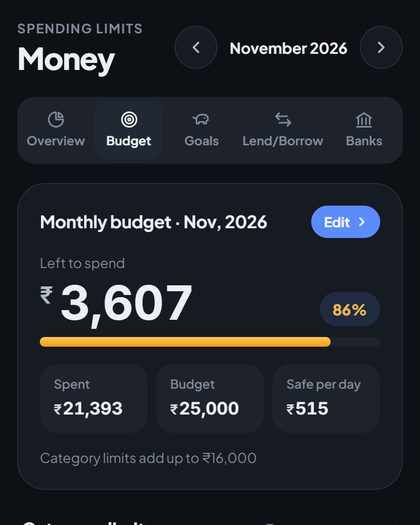 SPENDING LIMITS
Money
November 2026
Overview
Budget
Goals
Lend/Borrow
Banks
Monthly budget · Nov, 2026
Edit
Left to spend
₹ 3,607
86%
Spent
₹21,393
Budget
₹25,000
Safe per day
₹515
Category limits add up to ₹16,000